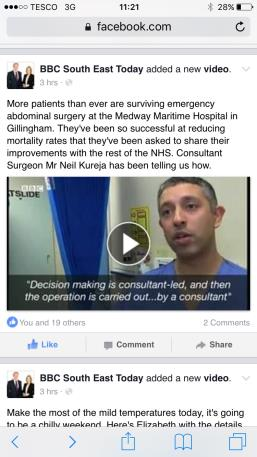 TESCO 3G 11:21 28%
facebook.com
BBC South East Today added a new video.
3 hrs ·
More patients than ever are surviving emergency
abdominal surgery at the Medway Maritime Hospital in
Gillingham. They've been so successful at reducing
mortality rates that they've been asked to share their
improvements with the rest of the NHS. Consultant
Surgeon Mr Neil Kureja has been telling us how.
BBC
ATSLIDE
"Decision making is consultant-led, and then
the operation is carried out...by a consultant"
You and 19 others 2 Comments
Like Comment Share
BBC South East Today added a new video.
3 hrs ·
Make the most of the mild temperatures today, it's going
to be a chilly weekend. Here's Elizabeth with the details